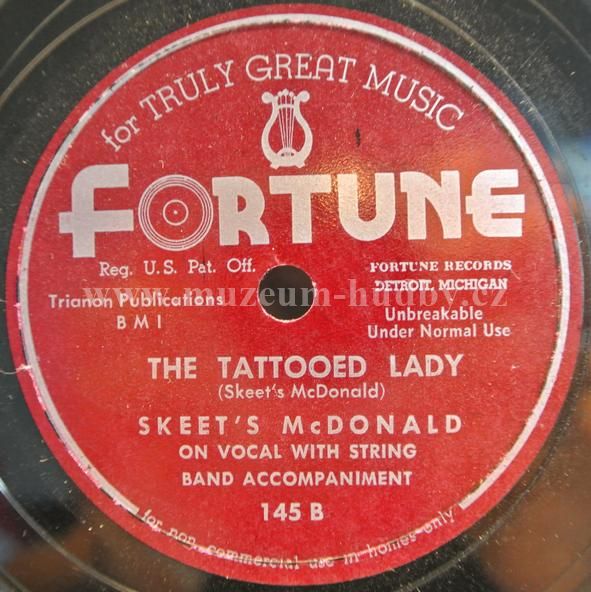 for TRULY GREAT MUSIC
FORTUNE
Reg. U.S. Pat. Off.
FORTUNE RECORDS
DETROIT, MICHIGAN
Trianon Publications
B M I
Unbreakable
Under Normal Use
www.muzeum-hudby.cz
THE TATTOOED LADY
(Skeet's McDonald)
SKEET'S McDONALD
ON VOCAL WITH STRING
BAND ACCOMPANIMENT
145 B
for non commercial use in homes only